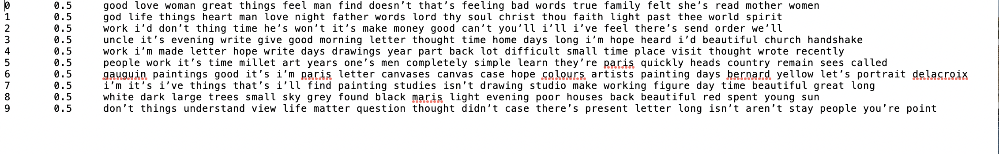 0 0.5 good love woman great things feel man find doesn’t that’s feeling bad words true family felt she’s read mother women
1 0.5 god life things heart man love night father words lord thy soul christ thou faith light past thee world spirit
2 0.5 work i’d don’t thing time he’s won’t it’s make money good can’t you’ll i’ll i’ve feel there’s send order we’ll
3 0.5 uncle it’s evening write give good morning letter thought time home days long i’m hope heard i’d beautiful church handshake
4 0.5 work i’m made letter hope write days drawings year part back lot difficult small time place visit thought wrote recently
5 0.5 people work it’s time millet art years one’s men completely simple learn they’re paris quickly heads country remain sees called
6 0.5 gauguin paintings good it’s i’m paris letter canvases canvas case hope colours artists painting days bernard yellow let’s portrait delacroix
7 0.5 i’m it’s i’ve things that’s i’ll find painting studies isn’t drawing studio make working figure day time beautiful great long
8 0.5 white dark large trees small sky grey found black maris light evening poor houses back beautiful red spent young sun
9 0.5 don’t things understand view life matter question thought didn’t case there’s present letter long isn’t aren’t stay people you’re point